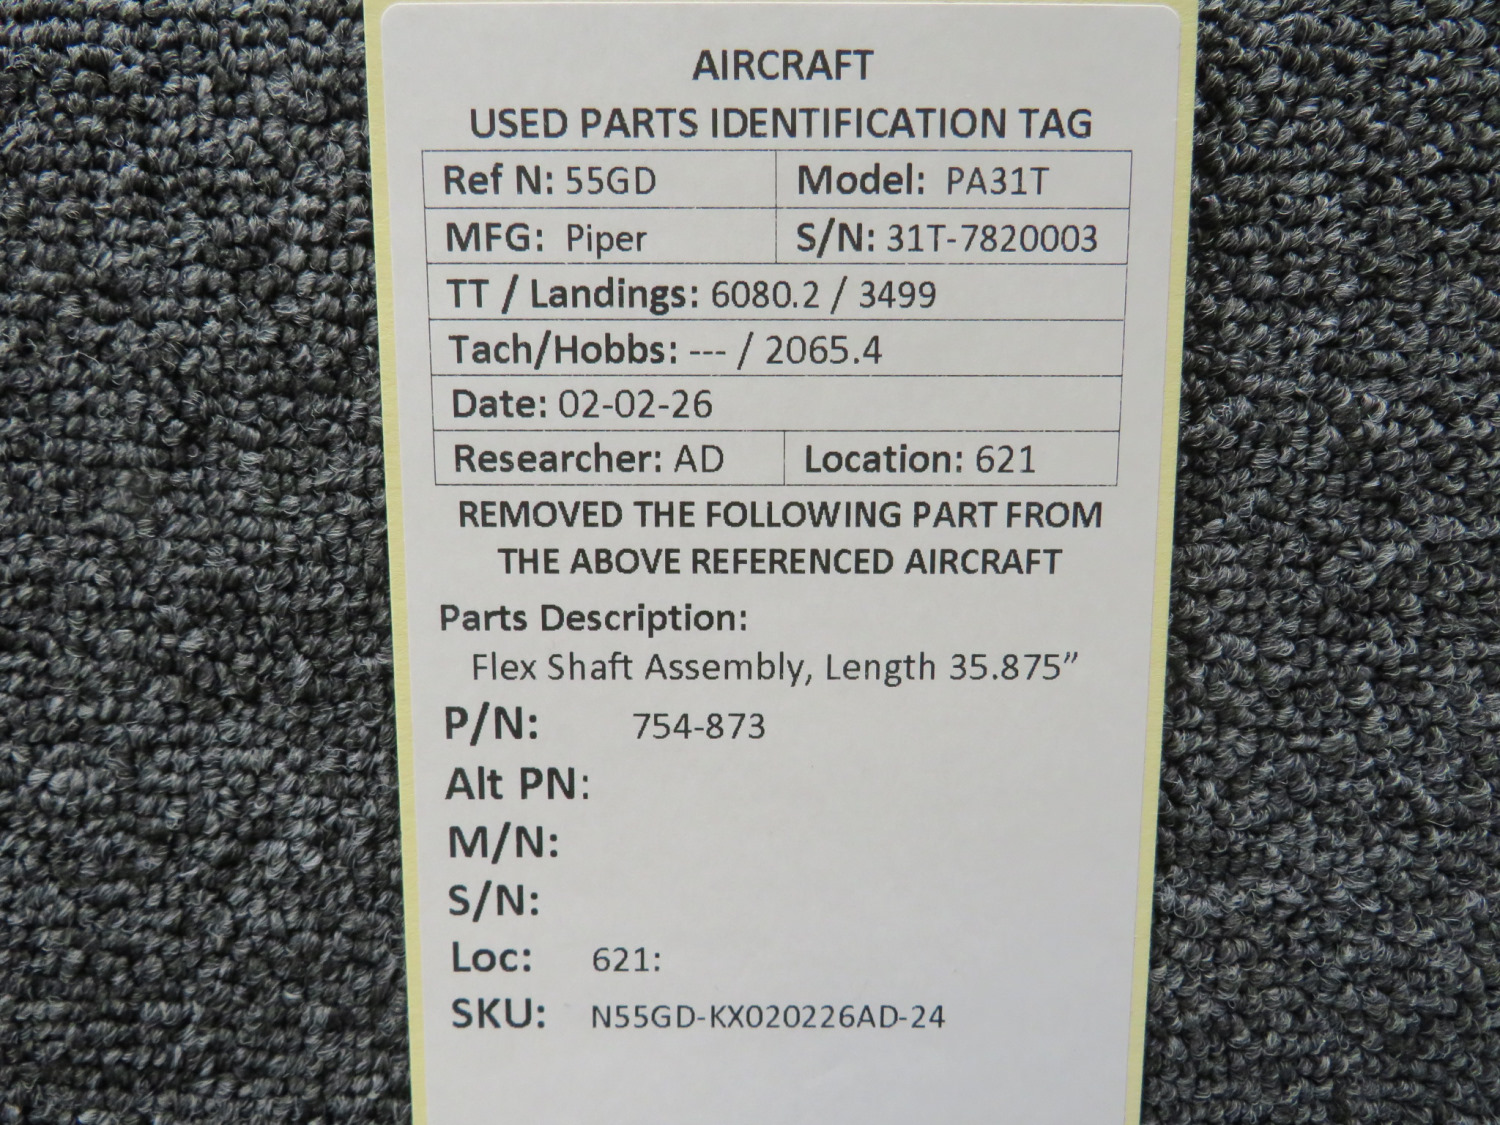 AIRCRAFT
USED PARTS IDENTIFICATION TAG
Ref N: 55GD Model: PA31T
MFG: Piper S/N: 31T-7820003
TT / Landings: 6080.2 / 3499
Tach/Hobbs: --- / 2065.4
Date: 02-02-26
Researcher: AD Location: 621
REMOVED THE FOLLOWING PART FROM
THE ABOVE REFERENCED AIRCRAFT
Parts Description:
Flex Shaft Assembly, Length 35.875”
P/N: 754-873
Alt PN:
M/N:
S/N:
Loc: 621:
SKU: N55GD-KX020226AD-24